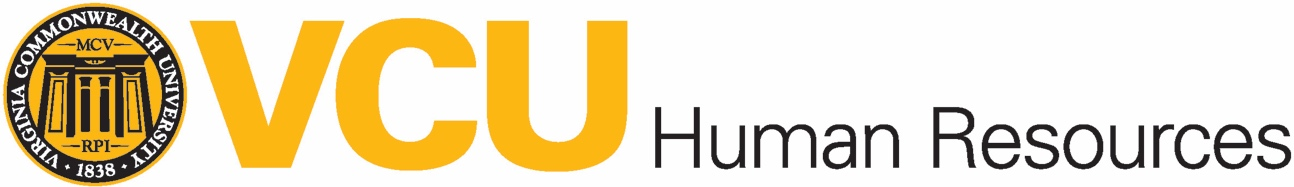 VIRGINIA COMMONWEALTH UNIVERSITY
MCV
RPI
· 1838 ·
VCU Human Resources